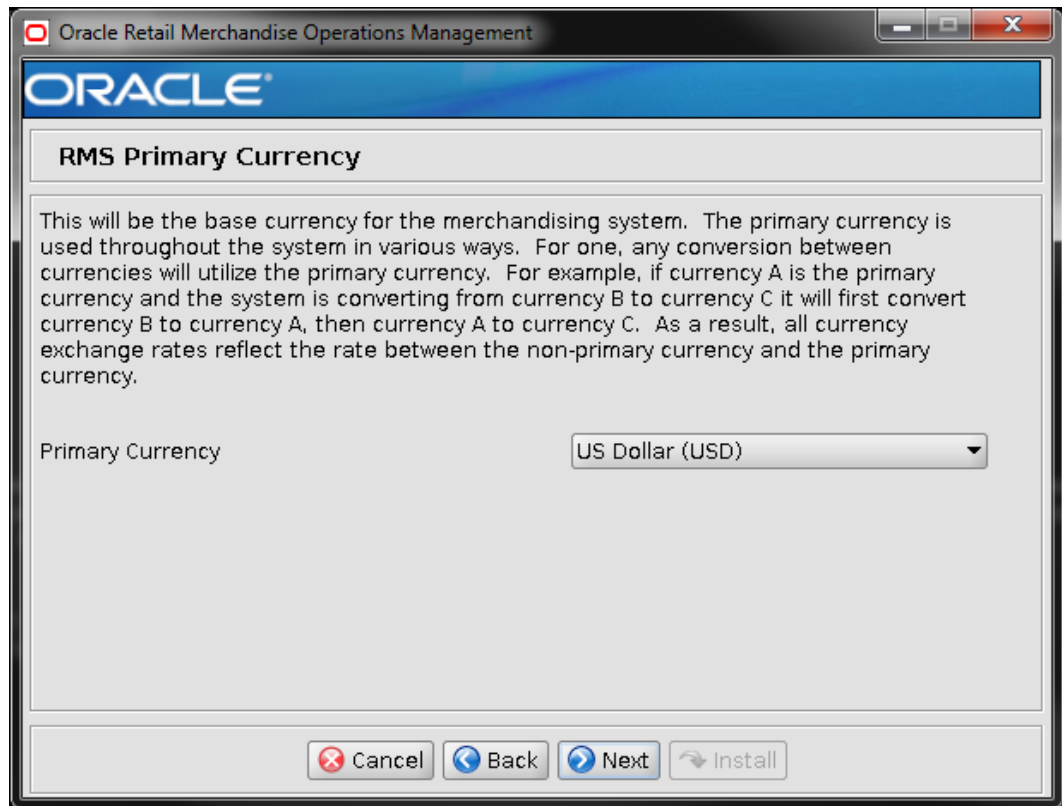 Oracle Retail Merchandise Operations Management
ORACLE®
RMS Primary Currency
This will be the base currency for the merchandising system.  The primary currency is
used throughout the system in various ways.  For one, any conversion between
currencies will utilize the primary currency.  For example, if currency A is the primary
currency and the system is converting from currency B to currency C it will first convert
currency B to currency A, then currency A to currency C.  As a result, all currency
exchange rates reflect the rate between the non-primary currency and the primary
currency.
Primary Currency US Dollar (USD)
Cancel Back Next Install